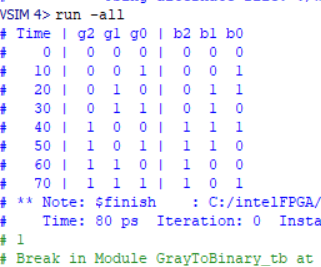 VSIM 4> run -all
# Time | g2 g1 g0 | b2 b1 b0
#    0 |  0  0  0 |  0  0  0
#   10 |  0  0  1 |  0  0  1
#   20 |  0  1  0 |  0  1  1
#   30 |  0  1  1 |  0  1  0
#   40 |  1  0  0 |  1  1  1
#   50 |  1  0  1 |  1  1  0
#   60 |  1  1  0 |  1  0  0
#   70 |  1  1  1 |  1  0  1
# ** Note: $finish    : C:/intelFPGA/
#    Time: 80 ps  Iteration: 0  Insta
# 1
# Break in Module GrayToBinary_tb at